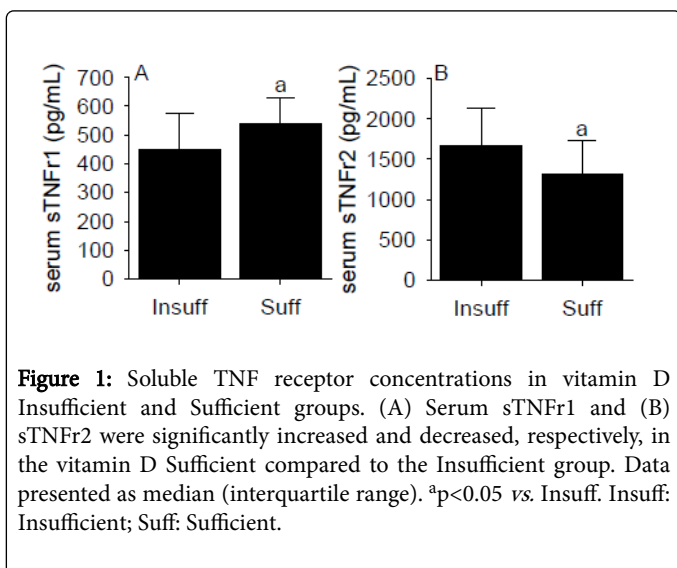 A
serum sTNFr1 (pg/mL)
700
600
500
400
300
200
100
0
a
Insuff
Suff
B
serum sTNFr2 (pg/mL)
2500
2000
1500
1000
500
0
a
Insuff
Suff
Figure 1: Soluble TNF receptor concentrations in vitamin D
Insufficient and Sufficient groups. (A) Serum sTNFr1 and (B)
sTNFr2 were significantly increased and decreased, respectively, in
the vitamin D Sufficient compared to the Insufficient group. Data
presented as median (interquartile range). ᵃp<0.05 vs. Insuff. Insuff:
Insufficient; Suff: Sufficient.